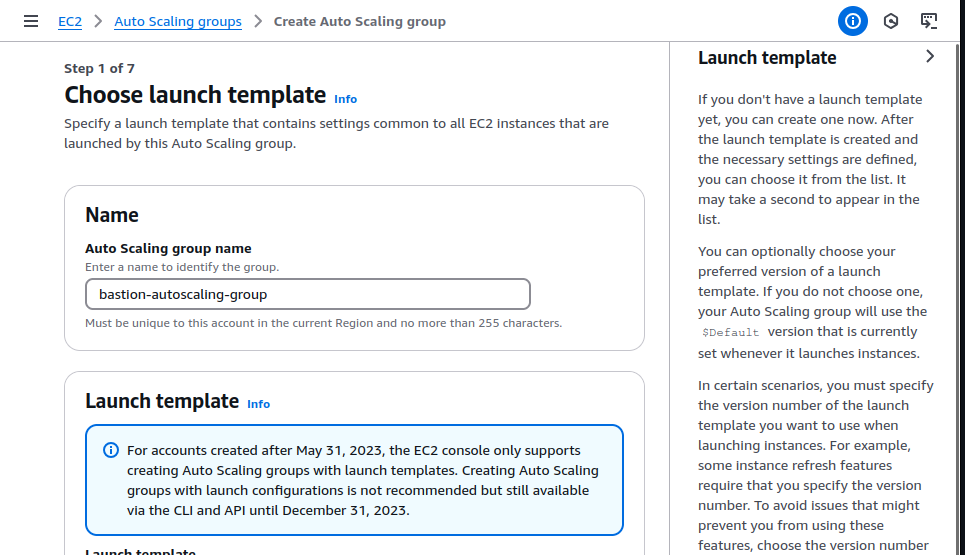 EC2 > Auto Scaling groups > Create Auto Scaling group
Step 1 of 7
Choose launch template Info
Specify a launch template that contains settings common to all EC2 instances that are
launched by this Auto Scaling group.
Name
Auto Scaling group name
Enter a name to identify the group.
bastion-autoscaling-group
Must be unique to this account in the current Region and no more than 255 characters.
Launch template Info
For accounts created after May 31, 2023, the EC2 console only supports
creating Auto Scaling groups with launch templates. Creating Auto Scaling
groups with launch configurations is not recommended but still available
via the CLI and API until December 31, 2023.
Launch template
Launch template
If you don't have a launch template
yet, you can create one now. After
the launch template is created and
the necessary settings are defined,
you can choose it from the list. It
may take a second to appear in the
list.
You can optionally choose your
preferred version of a launch
template. If you do not choose one,
your Auto Scaling group will use the
$Default version that is currently
set whenever it launches instances.
In certain scenarios, you must specify
the version number of the launch
template you want to use when
launching instances. For example,
some instance refresh features
require that you specify the version
number. To avoid issues that might
prevent you from using these
features, choose the version number